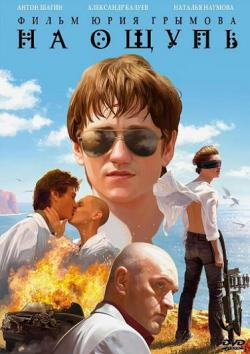 АНТОН ШАГИН АЛЕКСАНДР БАЛУЕВ НАТАЛЬЯ НАУМОВА
ФИЛЬМ ЮРИЯ ГРЫМОВА
НА ОЩУПЬ
DVD